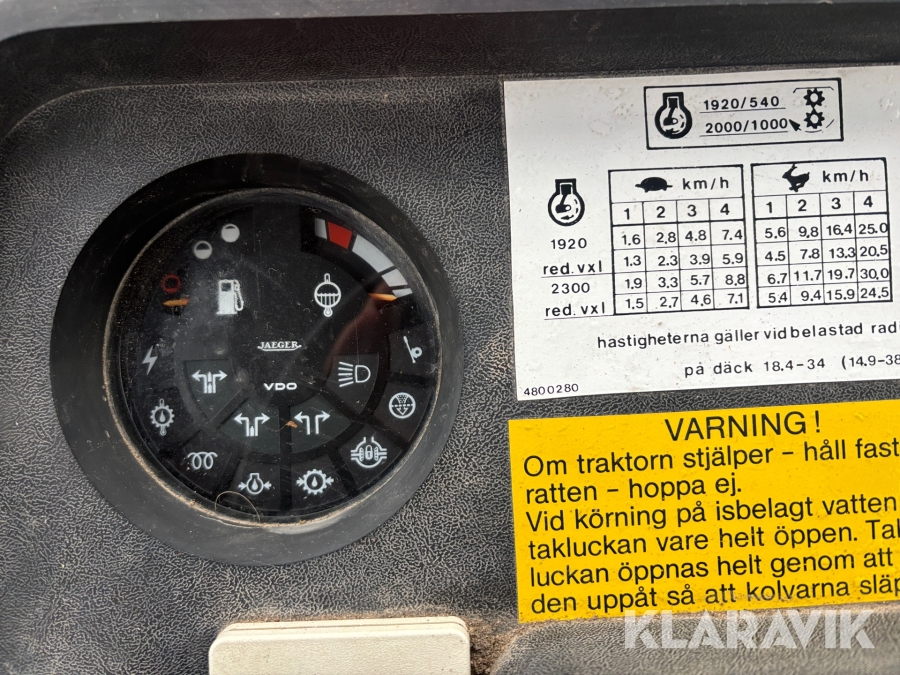 JAEGER
VDO
1920/540
2000/1000
km/h km/h
1 2 3 4 1 2 3 4
1920 1.6 2,8 4.8 7.4 5.6 9,8 16,4 25.0
red.vxl 1.3 2.3 3.9 5.9 4.5 7.8 13,3 20,5
2300 1,9 3,3 5.7 8,8 6.7 11.7 19.7 30,0
red.vxl 1.5 2,7 4,6 7.1 5,4 9.4 15.9 24.5
hastigheterna gäller vid belastad
på däck 18.4-34 (14.9-38
4800280
VARNING!
Om traktorn stjälper - håll fast
ratten - hoppa ej.
Vid körning på isbelagt vatten
takluckan vare helt öppen.
luckan öppnas helt genom att
den uppåt så att kolvarna
KLARAVIK